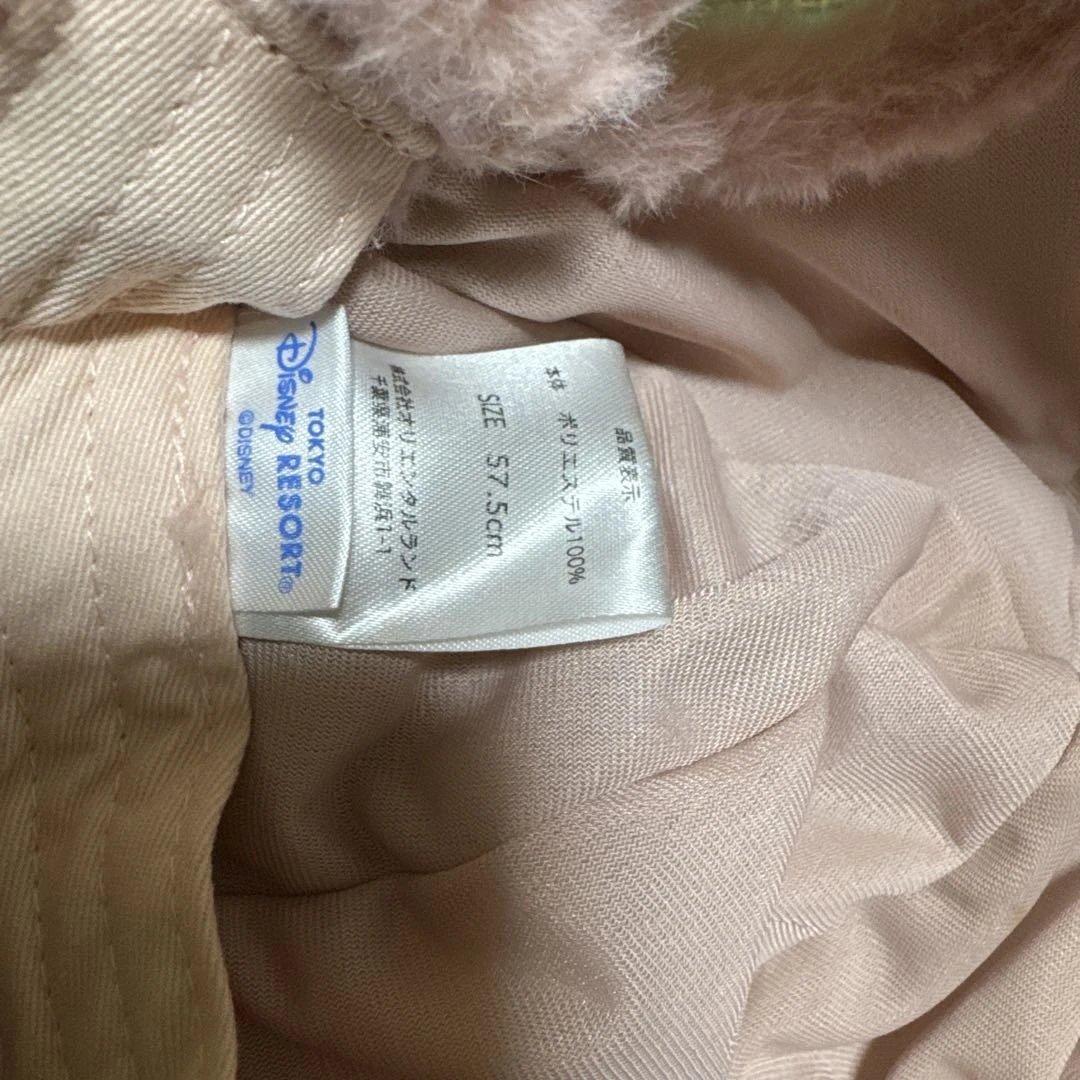 TOKYO
DISNEY RESORT®
©DISNEY
品質表示
本体 ポリエステル100%
SIZE 57.5cm
株式会社オリエンタルランド
千葉県浦安市舞浜1-1